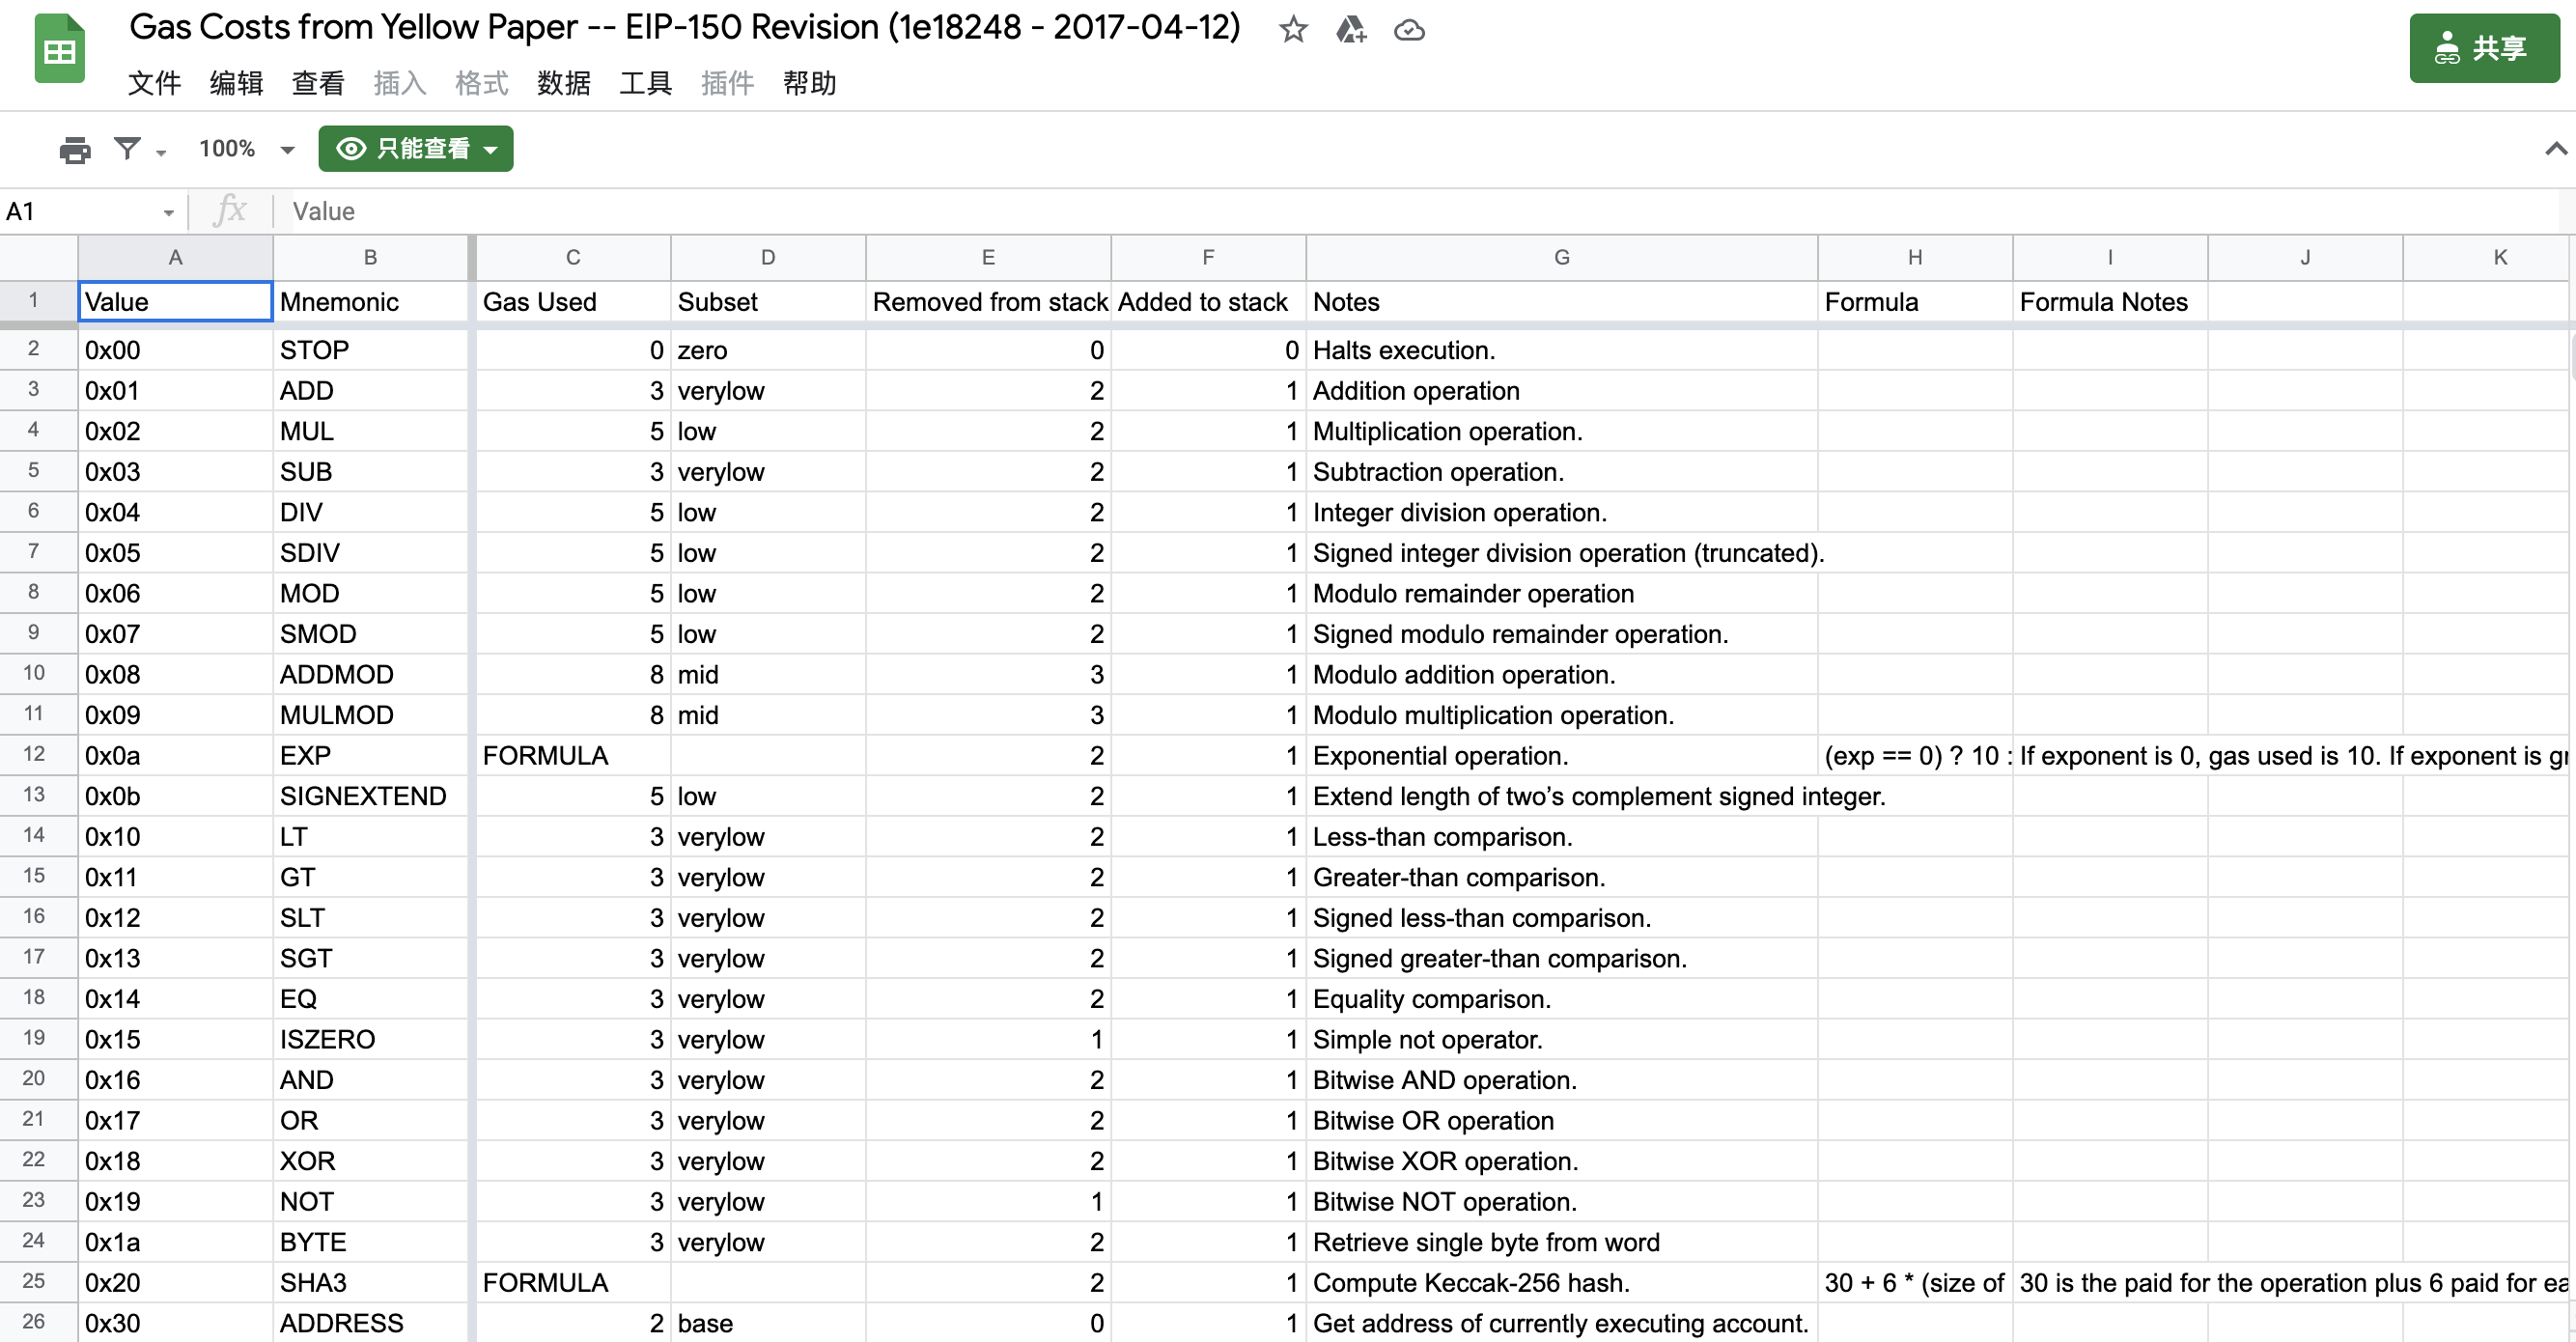 Gas Costs from Yellow Paper -- EIP-150 Revision (1e18248 - 2017-04-12)
共享
文件 编辑 查看 插入 格式 数据 工具 插件 帮助
100% 只能查看
A1 fx Value
A B C D E F G H I J K
1 Value Mnemonic Gas Used Subset Removed from stack Added to stack Notes Formula Formula Notes
2 0x00 STOP 0 zero 0 0 Halts execution.
3 0x01 ADD 3 verylow 2 1 Addition operation
4 0x02 MUL 5 low 2 1 Multiplication operation.
5 0x03 SUB 3 verylow 2 1 Subtraction operation.
6 0x04 DIV 5 low 2 1 Integer division operation.
7 0x05 SDIV 5 low 2 1 Signed integer division operation (truncated).
8 0x06 MOD 5 low 2 1 Modulo remainder operation
9 0x07 SMOD 5 low 2 1 Signed modulo remainder operation.
10 0x08 ADDMOD 8 mid 3 1 Modulo addition operation.
11 0x09 MULMOD 8 mid 3 1 Modulo multiplication operation.
12 0x0a EXP FORMULA 2 1 Exponential operation. (exp == 0) ? 10 : If exponent is 0, gas used is 10. If exponent is gr
13 0x0b SIGNEXTEND 5 low 2 1 Extend length of two’s complement signed integer.
14 0x10 LT 3 verylow 2 1 Less-than comparison.
15 0x11 GT 3 verylow 2 1 Greater-than comparison.
16 0x12 SLT 3 verylow 2 1 Signed less-than comparison.
17 0x13 SGT 3 verylow 2 1 Signed greater-than comparison.
18 0x14 EQ 3 verylow 2 1 Equality comparison.
19 0x15 ISZERO 3 verylow 1 1 Simple not operator.
20 0x16 AND 3 verylow 2 1 Bitwise AND operation.
21 0x17 OR 3 verylow 2 1 Bitwise OR operation
22 0x18 XOR 3 verylow 2 1 Bitwise XOR operation.
23 0x19 NOT 3 verylow 1 1 Bitwise NOT operation.
24 0x1a BYTE 3 verylow 2 1 Retrieve single byte from word
25 0x20 SHA3 FORMULA 2 1 Compute Keccak-256 hash. 30 + 6 * (size of 30 is the paid for the operation plus 6 paid for ea
26 0x30 ADDRESS 2 base 0 1 Get address of currently executing account.